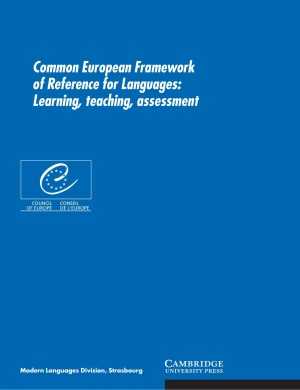 Common European Framework
of Reference for Languages:
Learning, teaching, assessment
COUNCIL CONSEIL
OF EUROPE DE L'EUROPE
Modern Languages Division, Strasbourg
CAMBRIDGE
UNIVERSITY PRESS